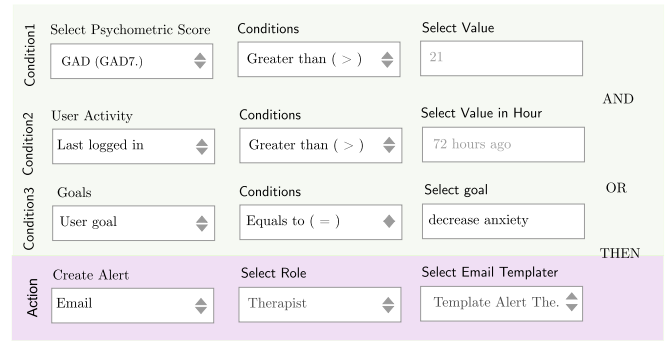 Condition1
Select Psychometric Score Conditions Select Value
GAD (GAD7.) Greater than ( > ) 21
AND
Condition2
User Activity Conditions Select Value in Hour
Last logged in Greater than ( > ) 72 hours ago
OR
Condition3
Goals Conditions Select goal
User goal Equals to ( = ) decrease anxiety
THEN
Action
Create Alert Select Role Select Email Templater
Email Therapist Template Alert The.